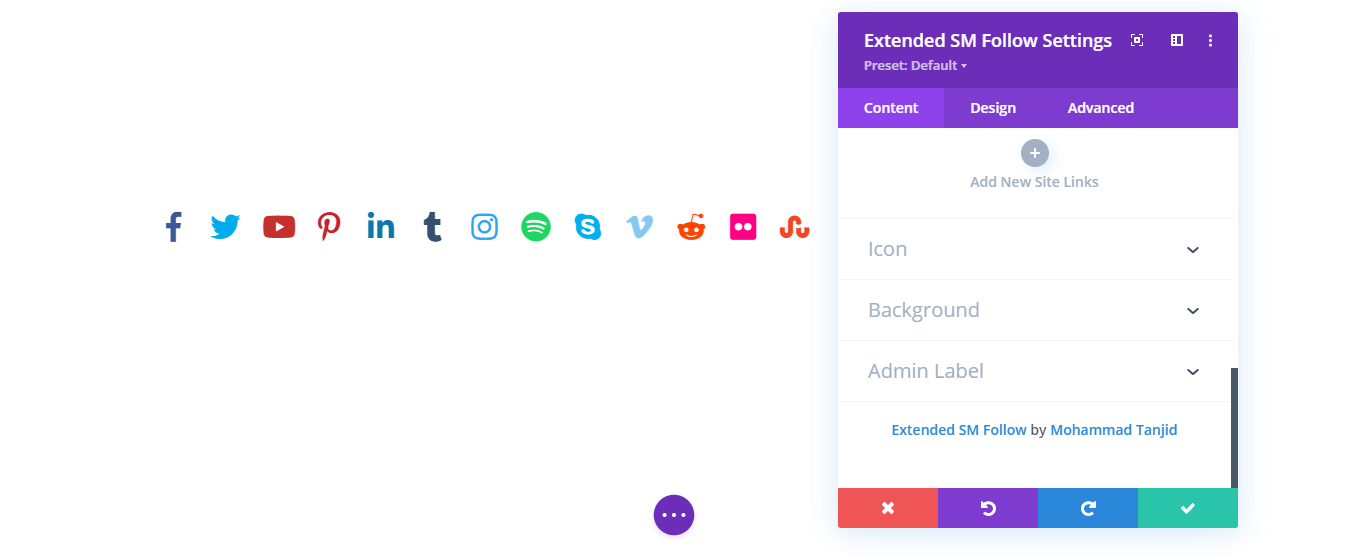 Extended SM Follow Settings
Preset: Default
Content Design Advanced
Add New Site Links
Icon
Background
Admin Label
Extended SM Follow by Mohammad Tanjid